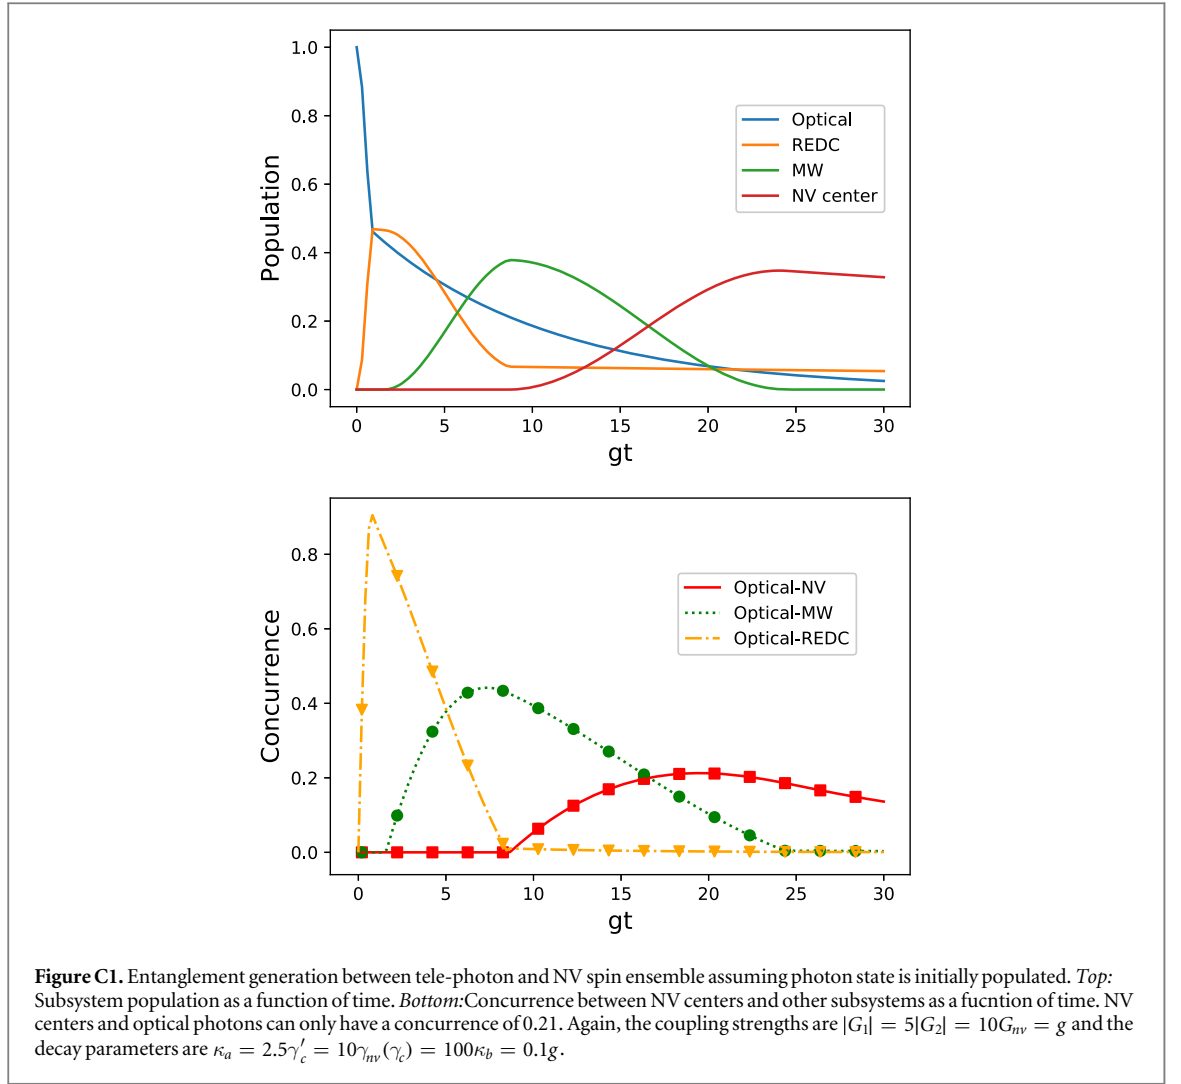 1.0
0.8
0.6
0.4
0.2
0.0
Population
Optical
REDC
MW
NV center
0 5 10 15 20 25 30
gt
0.8
0.6
0.4
0.2
0.0
Concurrence
Optical-NV
Optical-MW
Optical-REDC
0 5 10 15 20 25 30
gt
Figure C1. Entanglement generation between tele-photon and NV spin ensemble assuming photon state is initially populated. Top:
Subsystem population as a function of time. Bottom:Concurrence between NV centers and other subsystems as a fucntion of time. NV
centers and optical photons can only have a concurrence of 0.21. Again, the coupling strengths are |G₁| = 5|G₂| = 10Gₙᵥ = g and the
decay parameters are κₐ = 2.5γ′_c = 10γₙᵥ(γ_c) = 100κ_b = 0.1g.